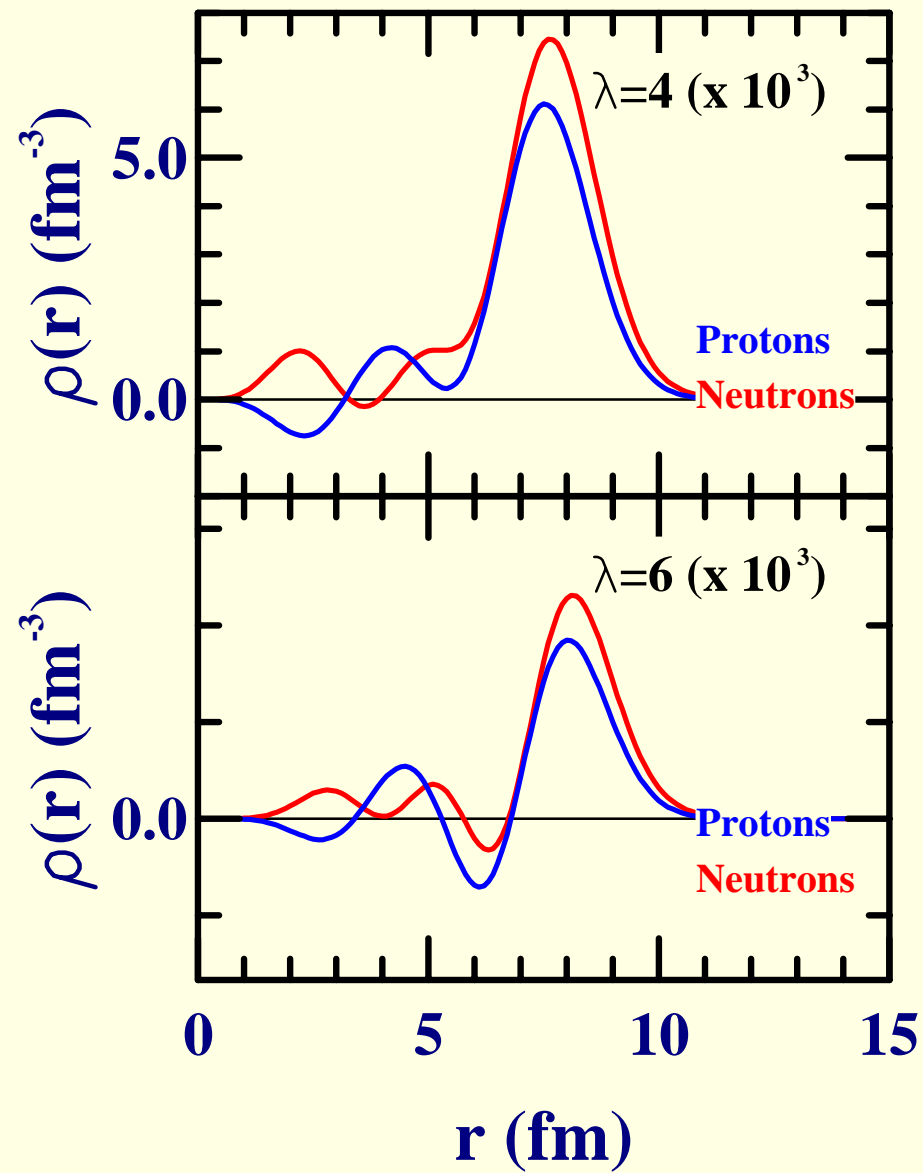 λ=4 (x 10³)
5.0
ρ(r) (fm⁻³)
Protons
Neutrons
0.0
λ=6 (x 10³)
ρ(r) (fm⁻³)
0.0
Protons
Neutrons
0 5 10 15
r (fm)